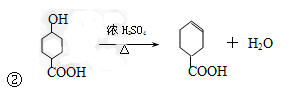 OH
浓 H₂SO₄
△
+ H₂O
COOH
COOH
②